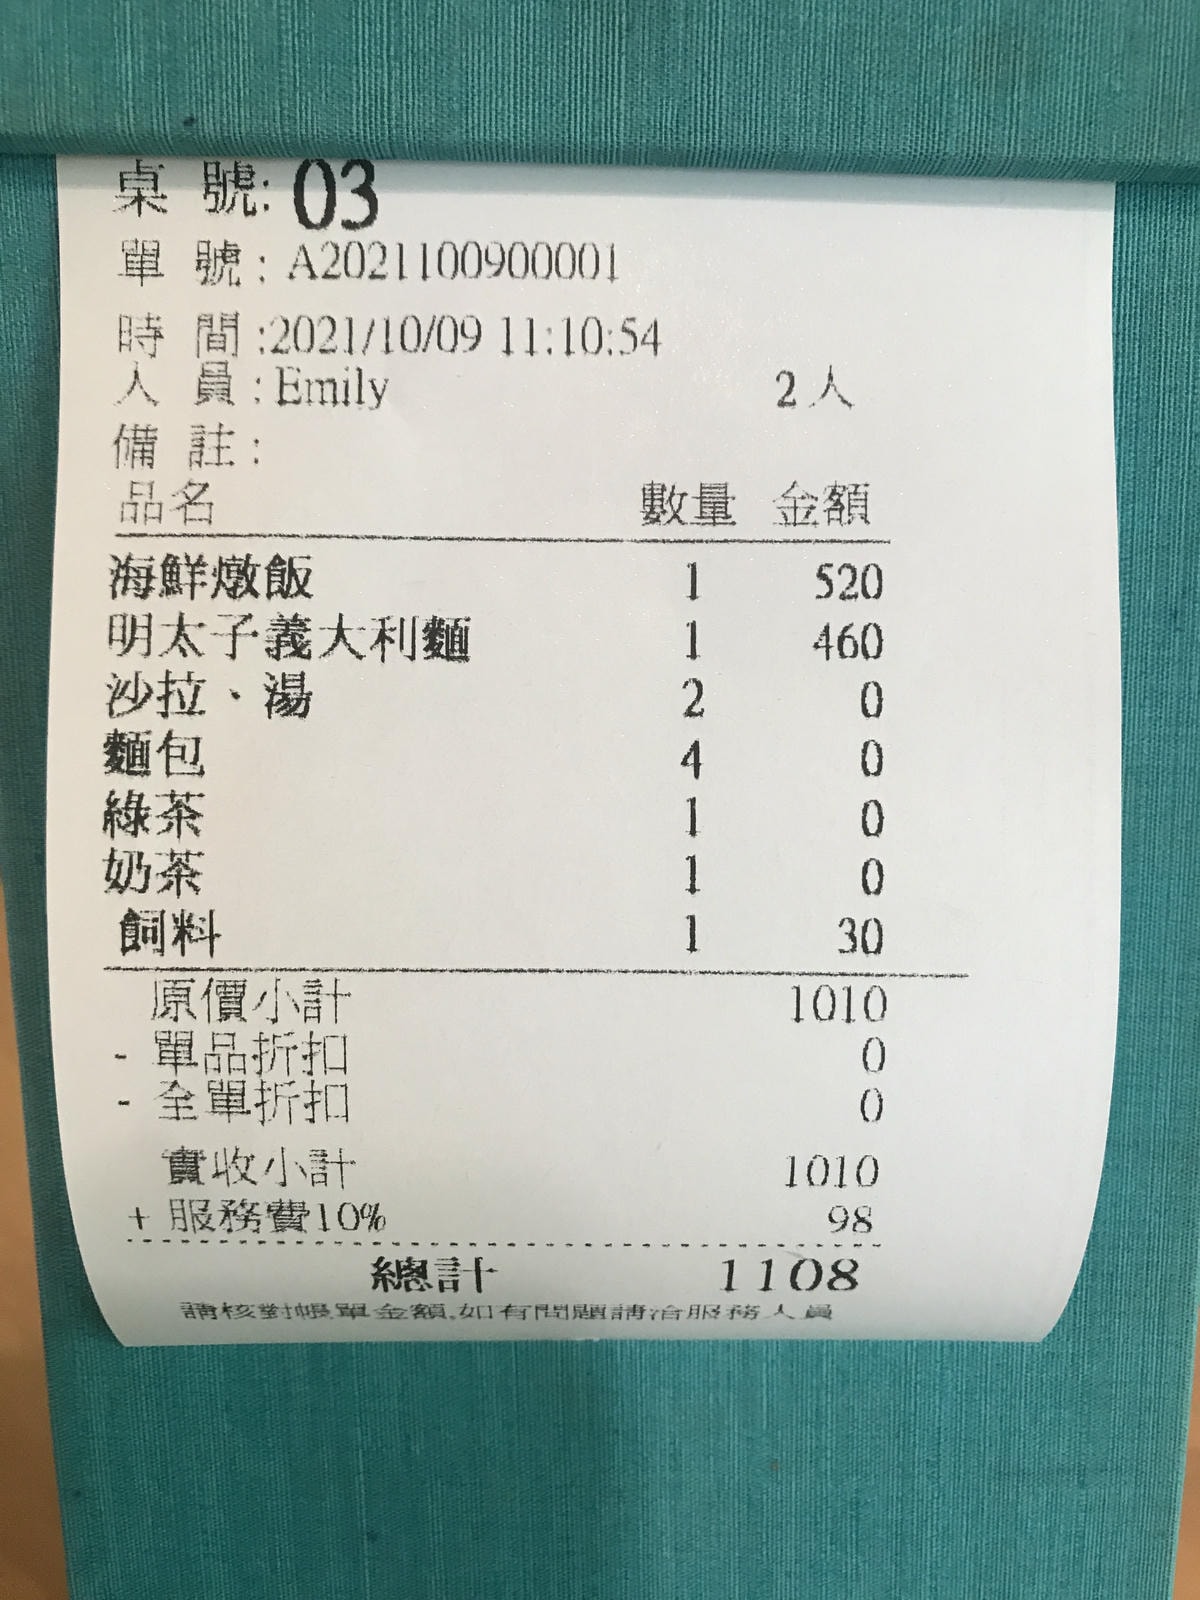 桌 號: 03
單 號: A2021100900001
時 間:2021/10/09 11:10:54
人 員:Emily 2人
備 註:
品名 數量 金額
海鮮燉飯 1 520
明太子義大利麵 1 460
沙拉、湯 2 0
麵包 4 0
綠茶 1 0
奶茶 1 0
飼料 1 30
原價小計 1010
- 單品折扣 0
- 全單折扣 0
實收小計 1010
+ 服務費10% 98
總計 1108
請核對帳單金額,如有問題請洽服務人員